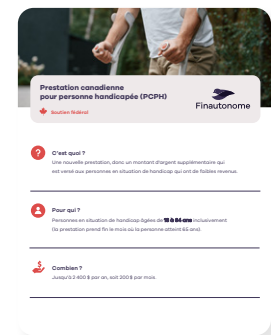 Prestation canadienne
pour personne handicapée (PCPH)
Soutien fédéral
Finautonome
C'est quoi ?
Une nouvelle prestation, donc un montant d'argent supplémentaire qui
est versé aux personnes en situation de handicap qui ont de faibles revenus.
Pour qui ?
Personnes en situation de handicap âgées de 18 à 64 ans inclusivement
(la prestation prend fin le mois où la personne atteint 65 ans).
Combien ?
Jusqu'à 2 400 $ par an, soit 200 $ par mois.